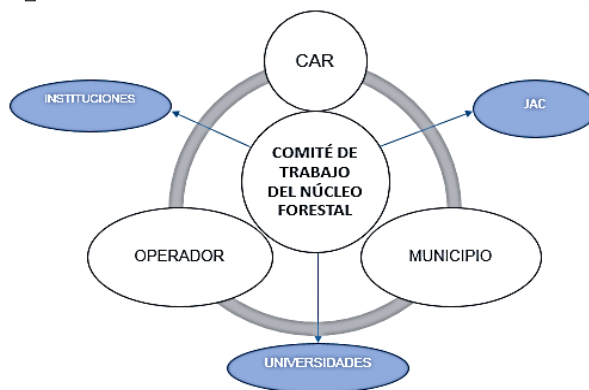 CAR
INSTITUCIONES
JAC
COMITÉ DE
TRABAJO
DEL NÚCLEO
FORESTAL
OPERADOR
MUNICIPIO
UNIVERSIDADES